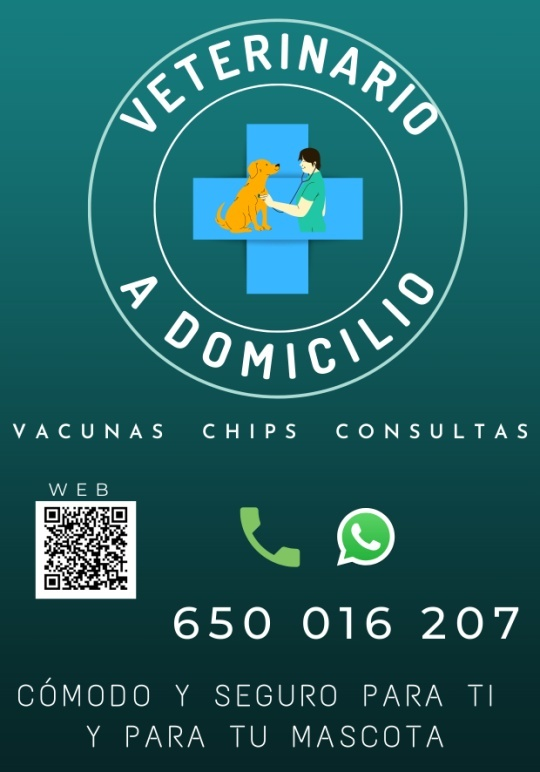 VETERINARIO
A DOMICILIO
VACUNAS CHIPS CONSULTAS
WEB
650 016 207
CÓMODO Y SEGURO PARA TI
Y PARA TU MASCOTA